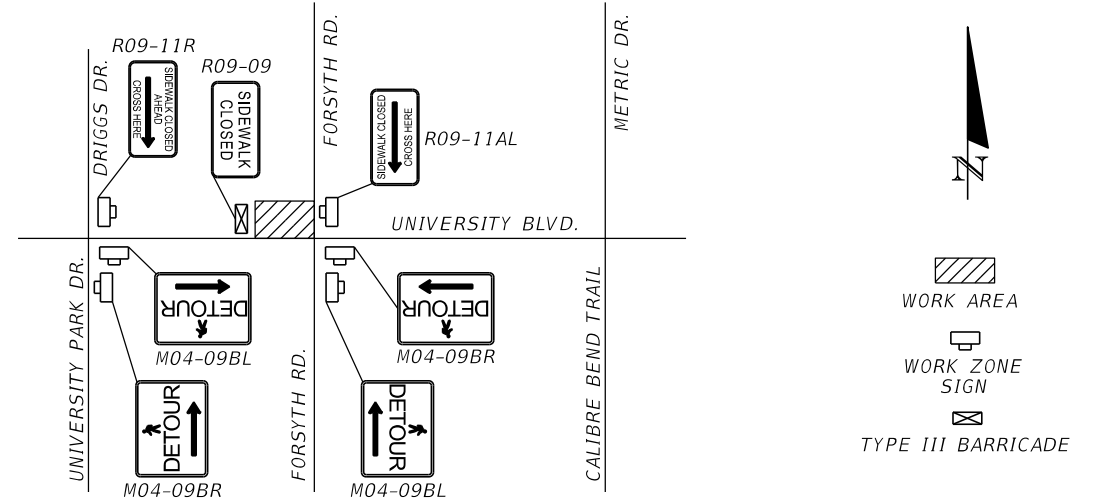 R09-11R
DRIGGS DR.
SIDEWALK CLOSED
AHEAD
CROSS HERE
R09-09
SIDEWALK
CLOSED
FORSYTH RD.
SIDEWALK CLOSED
CROSS HERE
R09-11AL
METRIC DR.
UNIVERSITY BLVD.
N
UNIVERSITY PARK DR.
DETOUR
M04-09BL
DETOUR
M04-09BR
FORSYTH RD.
DETOUR
M04-09BR
DETOUR
M04-09BL
CALIBRE BEND TRAIL
WORK AREA
WORK ZONE
SIGN
TYPE III BARRICADE